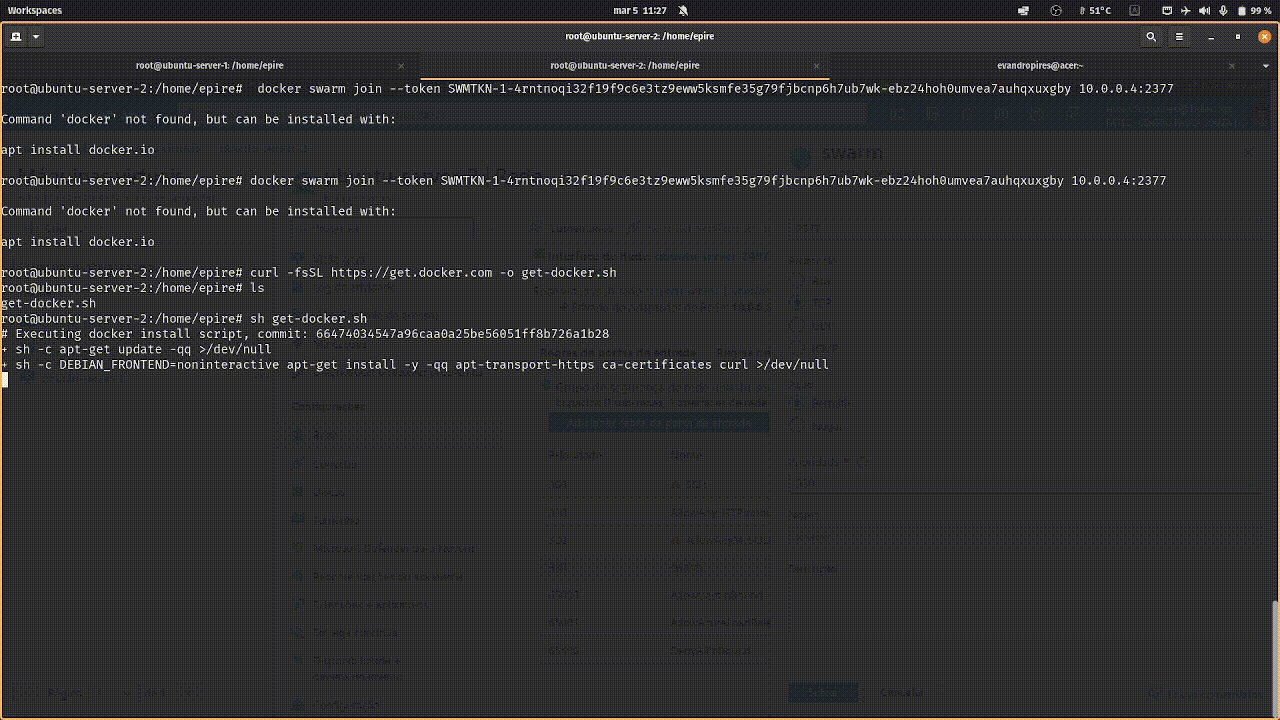 Workspaces
mar 5 11:27
51°C
99 %
root@ubuntu-server-2: /home/epire
root@ubuntu-server-1: /home/epire
root@ubuntu-server-2: /home/epire
evandropires@acer:~
root@ubuntu-server-2:/home/epire#  docker swarm join --token SWMTKN-1-4rntnoqi32f19f9c6e3tz9eww5ksmfe35g79fjbcnp6h7ub7wk-ebz24hoh0umvea7auhqxuxgby 10.0.0.4:2377
Command 'docker' not found, but can be installed with:
apt install docker.io
root@ubuntu-server-2:/home/epire# docker swarm join --token SWMTKN-1-4rntnoqi32f19f9c6e3tz9eww5ksmfe35g79fjbcnp6h7ub7wk-ebz24hoh0umvea7auhqxuxgby 10.0.0.4:2377
Command 'docker' not found, but can be installed with:
apt install docker.io
root@ubuntu-server-2:/home/epire# curl -fsSL https://get.docker.com -o get-docker.sh
root@ubuntu-server-2:/home/epire# ls
get-docker.sh
root@ubuntu-server-2:/home/epire# sh get-docker.sh
# Executing docker install script, commit: 66474034547a96caa0a25be56051ff8b726a1b28
+ sh -c apt-get update -qq >/dev/null
+ sh -c DEBIAN_FRONTEND=noninteractive apt-get install -y -qq apt-transport-https ca-certificates curl >/dev/null
swarm
Configurações